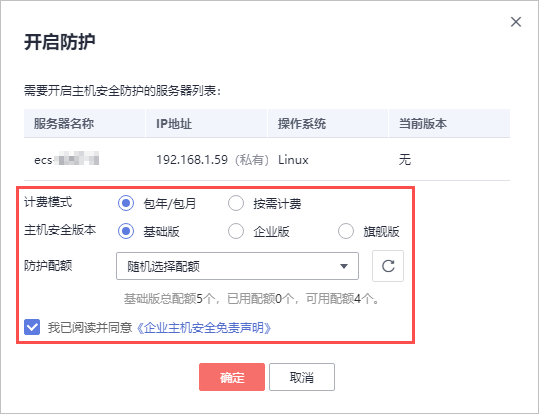 开启防护
需要开启主机安全防护的服务器列表：
服务器名称 IP地址 操作系统 当前版本
ecs 192.168.1.59（私有） Linux 无
计费模式 包年/包月 按需计费
主机安全版本 基础版 企业版 旗舰版
防护配额 随机选择配额
基础版总配额5个，已用配额0个，可用配额4个。
我已阅读并同意《企业主机安全免责声明》
确定 取消